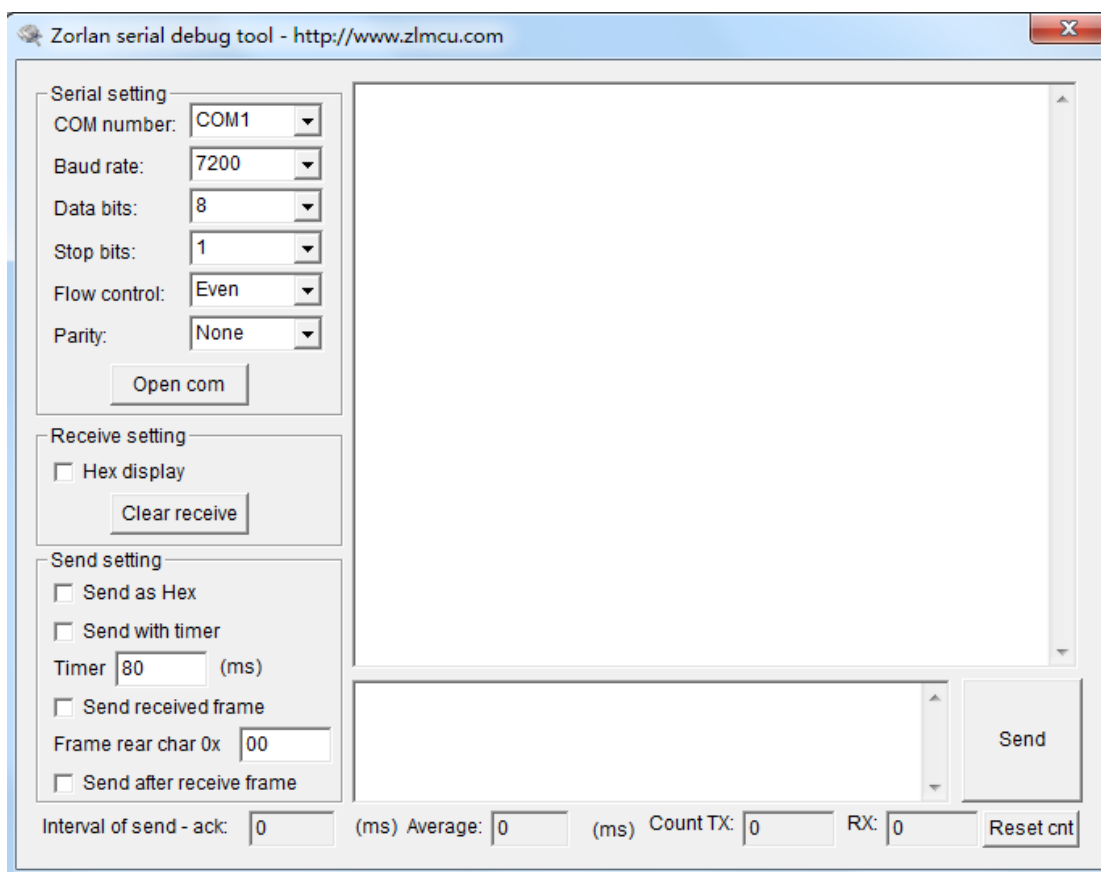 Zorlan serial debug tool - http://www.zlmcu.com
x
Serial setting
COM number: COM1
Baud rate: 7200
Data bits: 8
Stop bits: 1
Flow control: Even
Parity: None
Open com
Receive setting
Hex display
Clear receive
Send setting
Send as Hex
Send with timer
Timer 80 (ms)
Send received frame
Frame rear char 0x 00
Send after receive frame
Send
Interval of send - ack: 0 (ms) Average: 0 (ms) Count TX: 0 RX: 0 Reset cnt